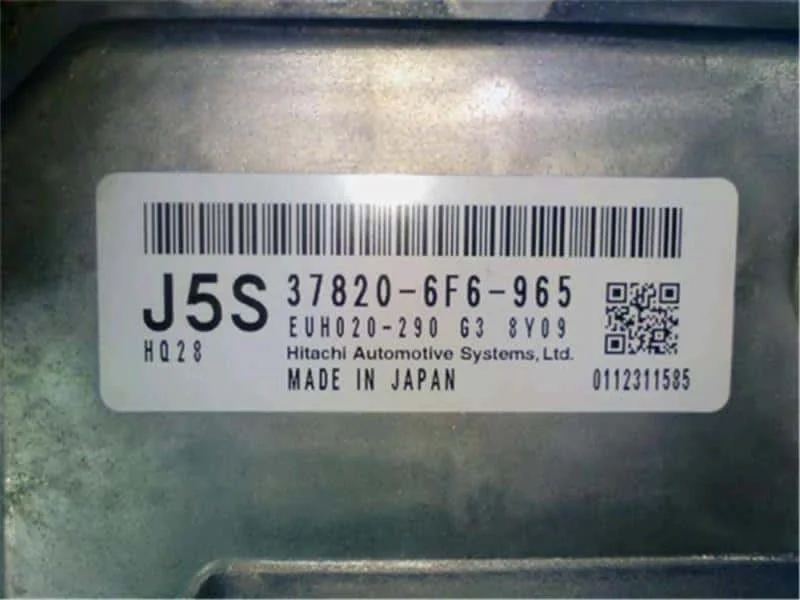 J5S 37820-6F6-965
EUH020-290 G3 8Y09
HQ28
Hitachi Automotive Systems, Ltd.
MADE IN JAPAN
0112311585